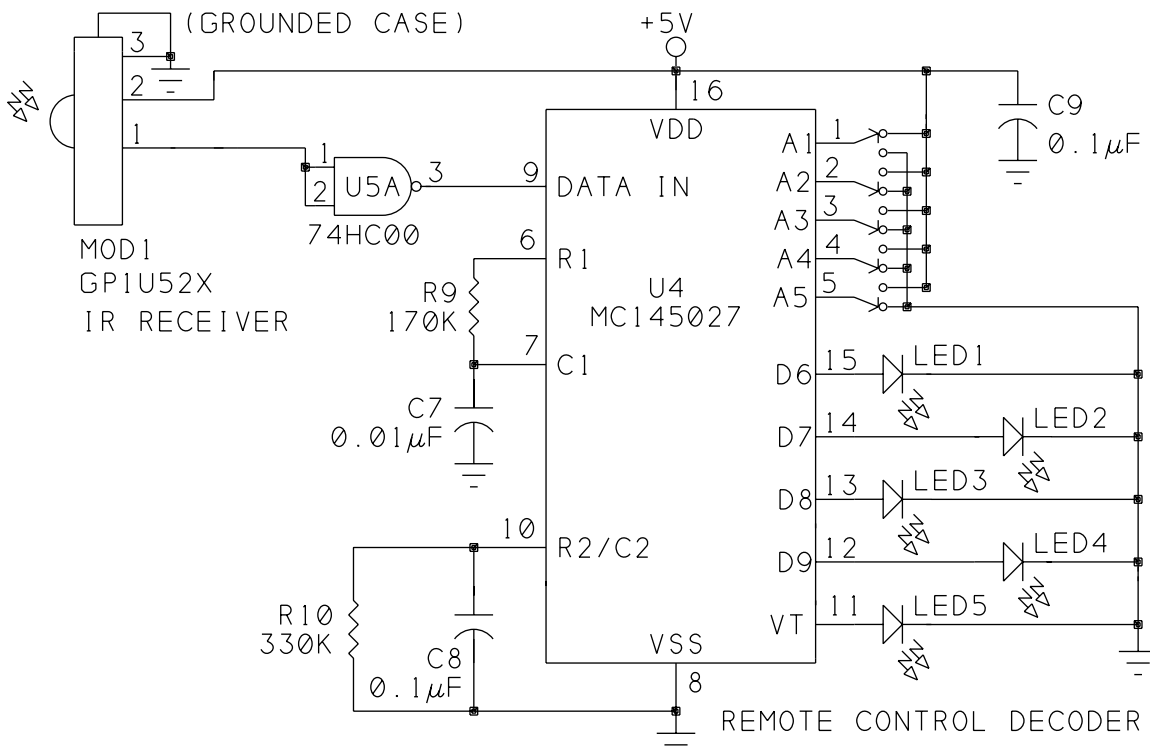 (GROUNDED CASE)
+5V
3
2
1
16
VDD
C9
0.1µF
1
2
U5A
3
74HC00
9
DATA IN
A1
1
A2
2
A3
3
A4
4
A5
5
MOD1
GP1U52X
IR RECEIVER
6
R1
R9
170K
U4
MC145027
7
C1
C7
0.01µF
D6
15
LED1
D7
14
LED2
D8
13
LED3
10
R2/C2
D9
12
LED4
R10
330K
C8
0.1µF
VT
11
LED5
VSS
8
REMOTE CONTROL DECODER